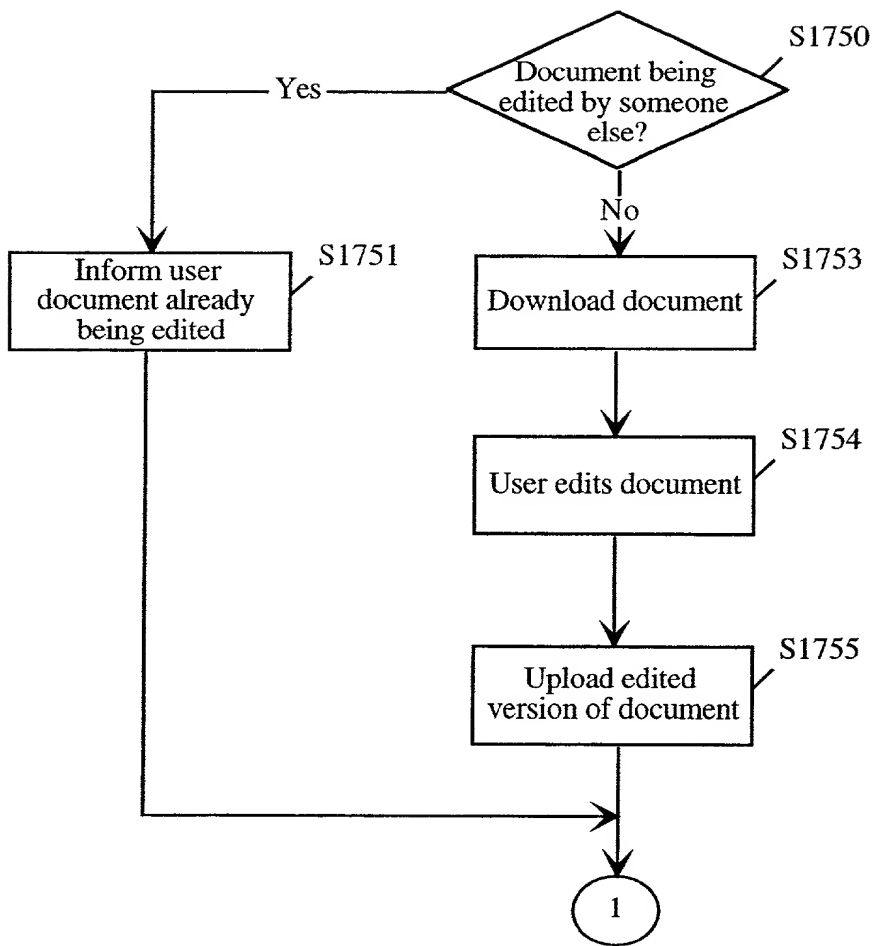 S1750
Document being
edited by someone
else?
Yes
No
S1751
Inform user
document already
being edited
S1753
Download document
S1754
User edits document
S1755
Upload edited
version of document
1